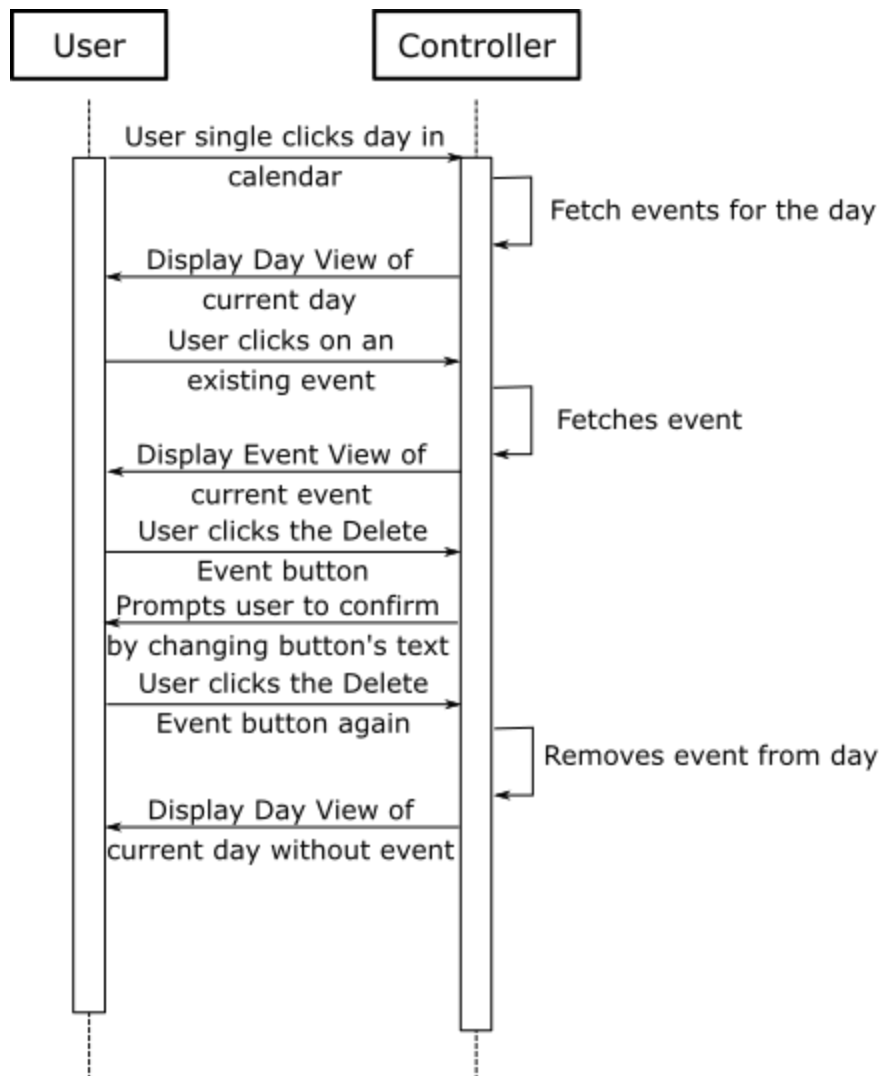 User
Controller
User single clicks day in
calendar
Fetch events for the day
Display Day View of
current day
User clicks on an
existing event
Fetches event
Display Event View of
current event
User clicks the Delete
Event button
Prompts user to confirm
by changing button's text
User clicks the Delete
Event button again
Removes event from day
Display Day View of
current day without event